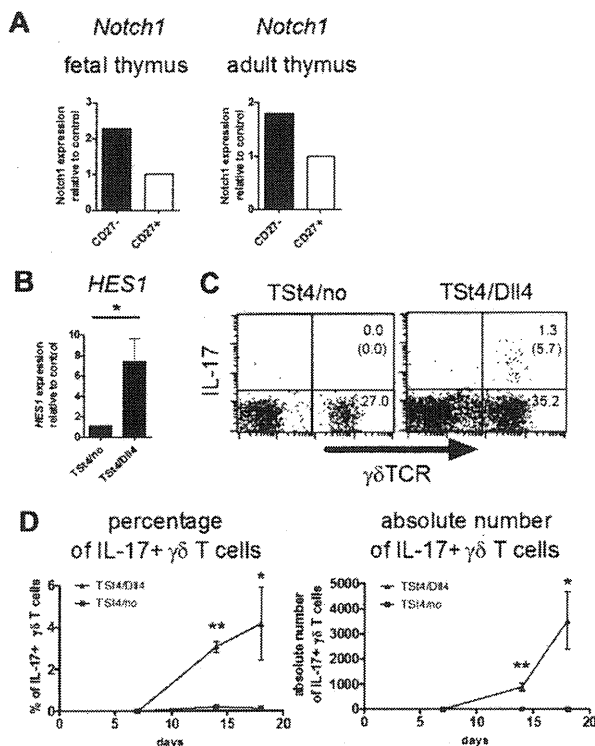 A
Notch1
fetal thymus
Notch1 expression
relative to control
3
2
1
0
CD27-
CD27+
Notch1
adult thymus
Notch1 expression
relative to control
2
1
0
CD27-
CD27+
B
HES1
*
HES1 expression
relative to control
10
8
6
4
2
0
TSt4/no
TSt4/Dll4
C
TSt4/no
TSt4/Dll4
IL-17
0.0
(0.0)
27.0
1.3
(5.7)
35.2
γδTCR
D
percentage
of IL-17+ γδ T cells
% of IL-17+ γδ T cells
6
4
2
0
TSt4/Dll4
TSt4/no
**
*
0 5 10 15 20
days
absolute number
of IL-17+ γδ T cells
absolute number
of IL-17+ γδ T cells
5000
4000
3000
2000
1000
0
TSt4/Dll4
TSt4/no
**
*
0 5 10 15 20
days